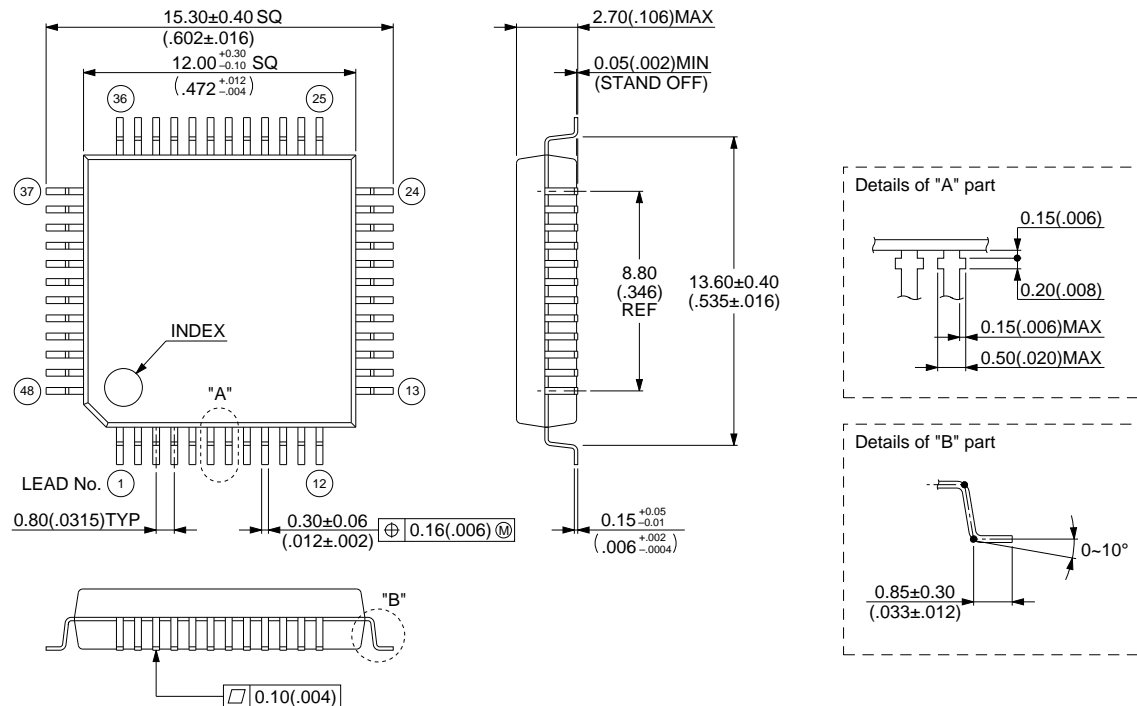 15.30±0.40 SQ
(.602±.016)
12.00 +0.30 -0.10 SQ
(.472 +.012 -.004)
36
25
37
24
INDEX
48
13
"A"
LEAD No.
1
12
0.80(.0315)TYP
0.30±0.06
(.012±.002)
⌖ 0.16(.006) Ⓜ
2.70(.106)MAX
0.05(.002)MIN
(STAND OFF)
8.80
(.346)
REF
13.60±0.40
(.535±.016)
0.15 +0.05 -0.01
(.006 +.002 -.0004)
"B"
⏥ 0.10(.004)
Details of "A" part
0.15(.006)
0.20(.008)
0.15(.006)MAX
0.50(.020)MAX
Details of "B" part
0~10°
0.85±0.30
(.033±.012)